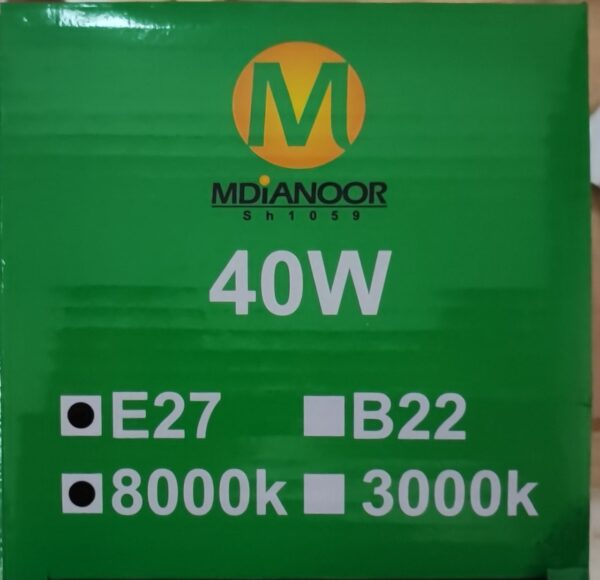 M
MDiANOOR
Sh1059
40W
E27 B22
8000k 3000k